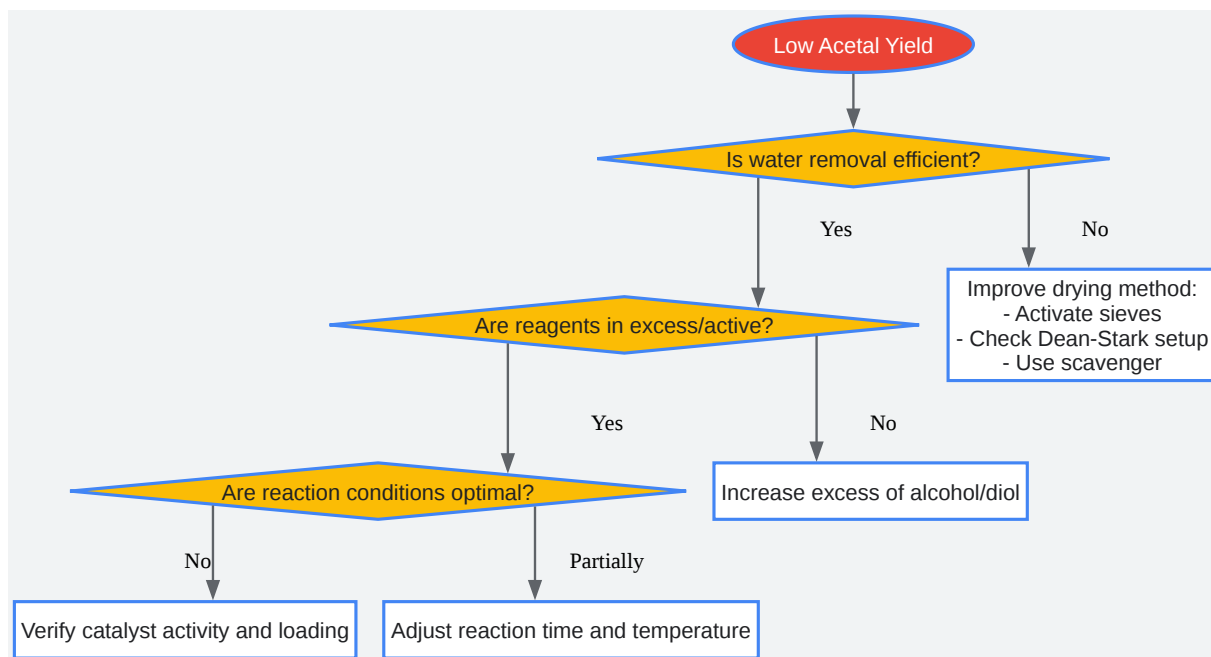 Low Acetal Yield
Is water removal efficient?
Yes
No
Improve drying method:
- Activate sieves
- Check Dean-Stark setup
- Use scavenger
Are reagents in excess/active?
Yes
No
Increase excess of alcohol/diol
Are reaction conditions optimal?
No
Partially
Verify catalyst activity and loading
Adjust reaction time and temperature